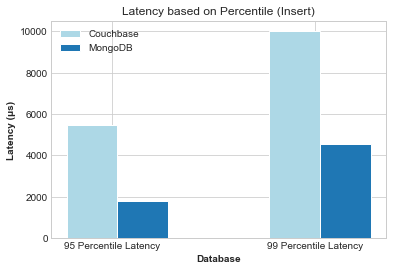 Latency based on Percentile (Insert)
10000
8000
6000
4000
2000
0
Latency (µs)
Couchbase
MongoDB
95 Percentile Latency
99 Percentile Latency
Database